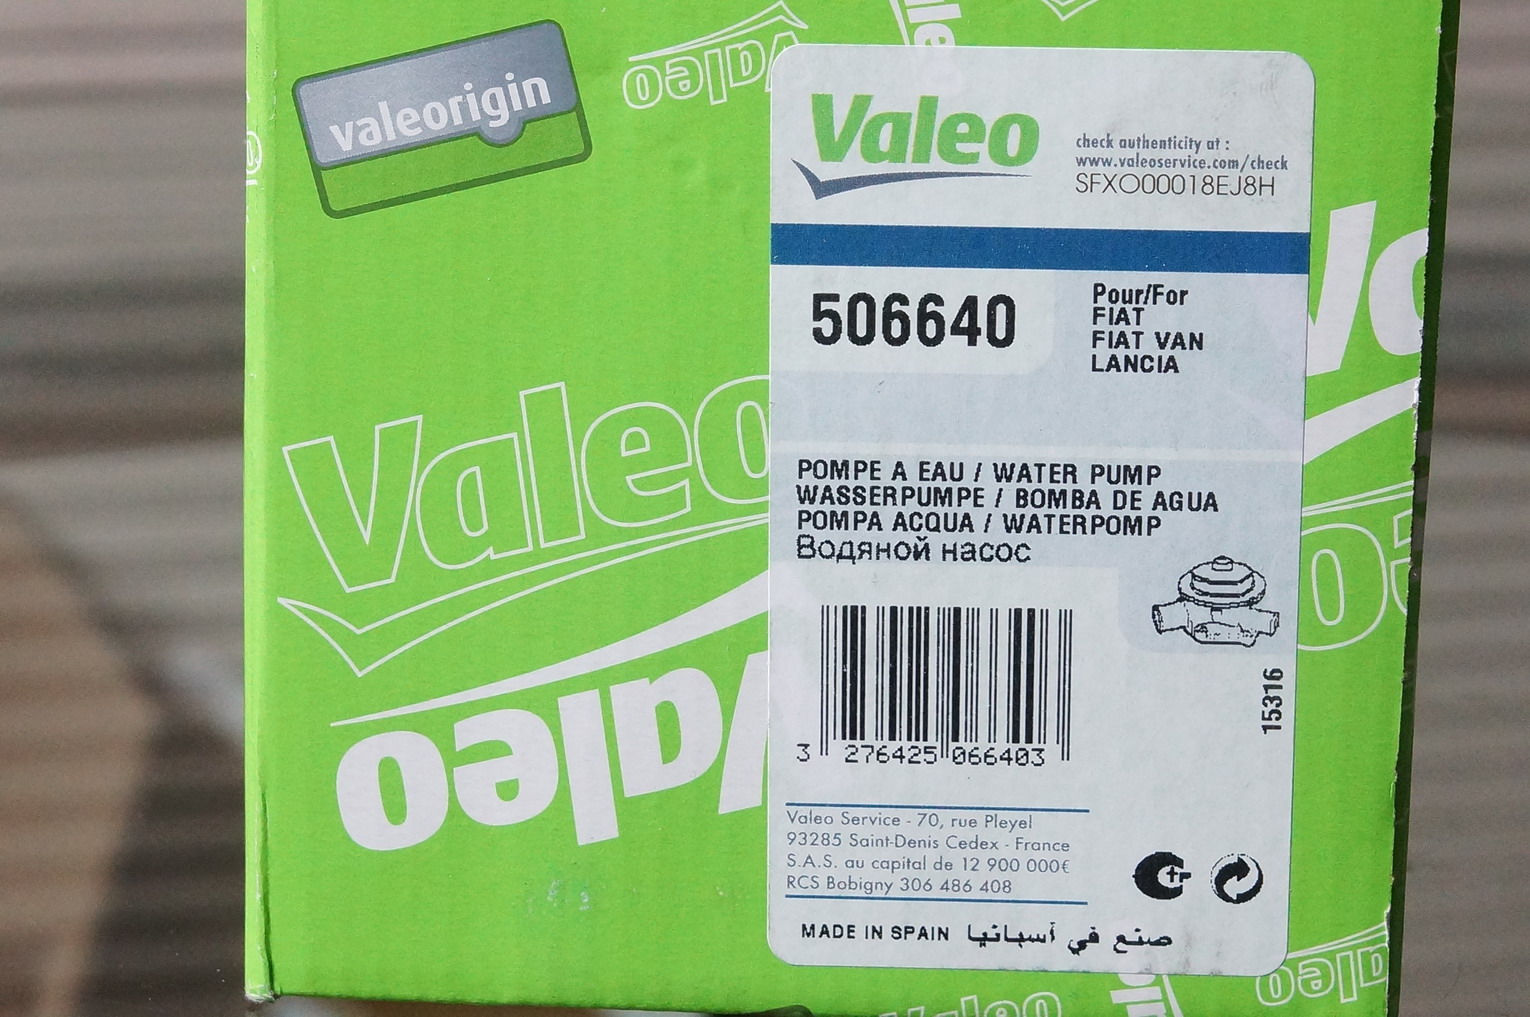 valeorigin
Valeo
Valeo
check authenticity at :
www.valeoservice.com/check
SFXO00018EJ8H
506640
Pour/For
FIAT
FIAT VAN
LANCIA
Valeo
POMPE A EAU / WATER PUMP
WASSERPUMPE / BOMBA DE AGUA
POMPA ACQUA / WATERPOMP
Водяной насос
15316
3 276425 066403
Valeo
Valeo Service - 70, rue Pleyel
93285 Saint-Denis Cedex - France
S.A.S. au capital de 12 900 000€
RCS Bobigny 306 486 408
MADE IN SPAIN صنع في أسبانيا
Valeo
Valeo